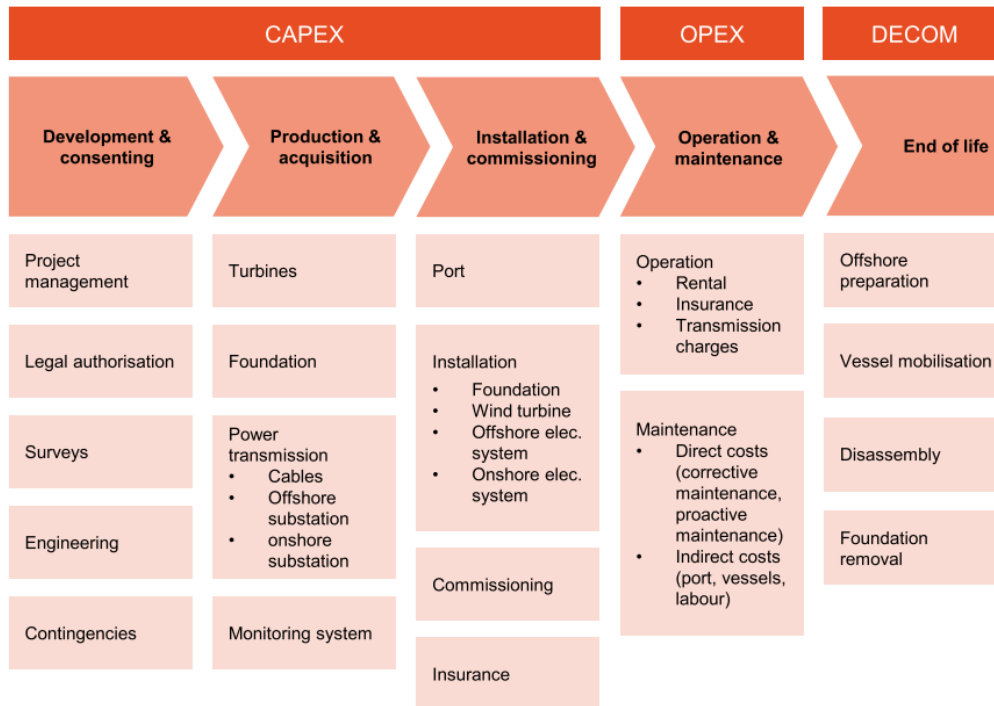 CAPEX
OPEX
DECOM
Development &
consenting
Production &
acquisition
Installation &
commissioning
Operation &
maintenance
End of life
Project
management
Legal authorisation
Surveys
Engineering
Contingencies
Turbines
Foundation
Power
transmission
• Cables
• Offshore
substation
• onshore
substation
Monitoring system
Port
Installation
• Foundation
• Wind turbine
• Offshore elec.
system
• Onshore elec.
system
Commissioning
Insurance
Operation
• Rental
• Insurance
• Transmission
charges
Maintenance
• Direct costs
(corrective
maintenance,
proactive
maintenance)
• Indirect costs
(port, vessels,
labour)
Offshore
preparation
Vessel mobilisation
Disassembly
Foundation
removal